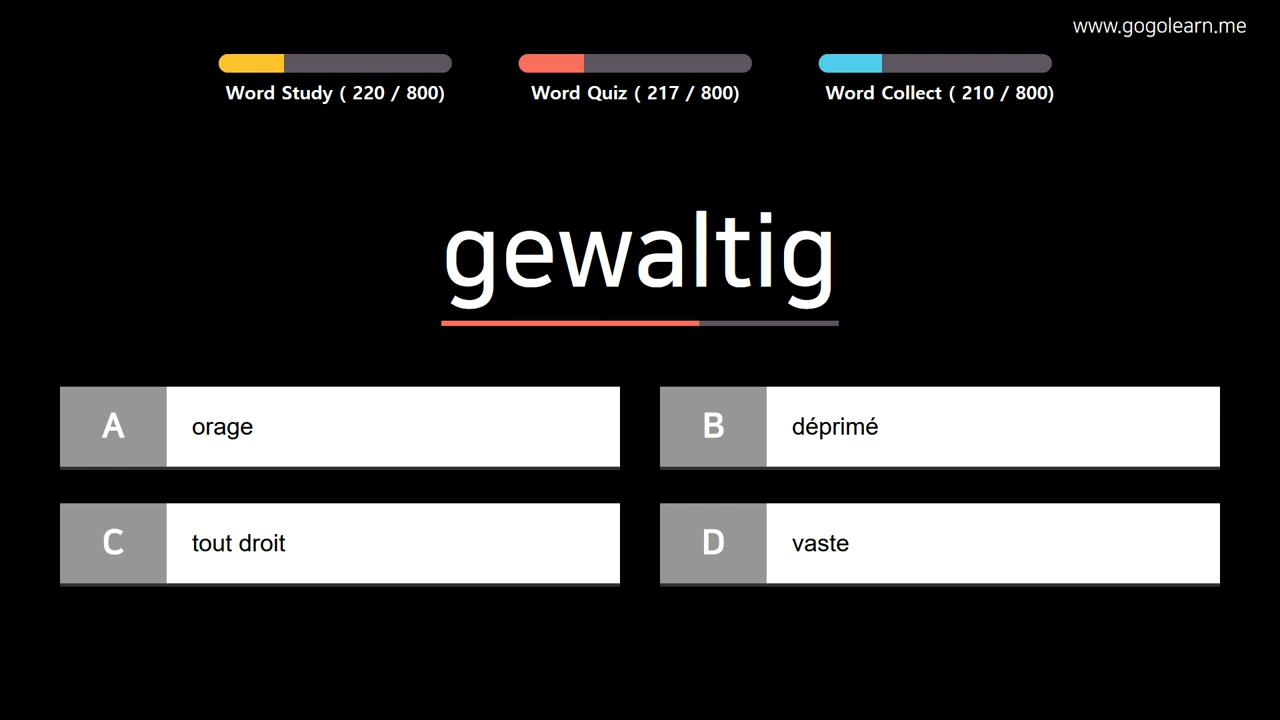 www.gogolearn.me
Word Study ( 220 / 800)
Word Quiz ( 217 / 800)
Word Collect ( 210 / 800)
gewaltig
A orage
B déprimé
C tout droit
D vaste